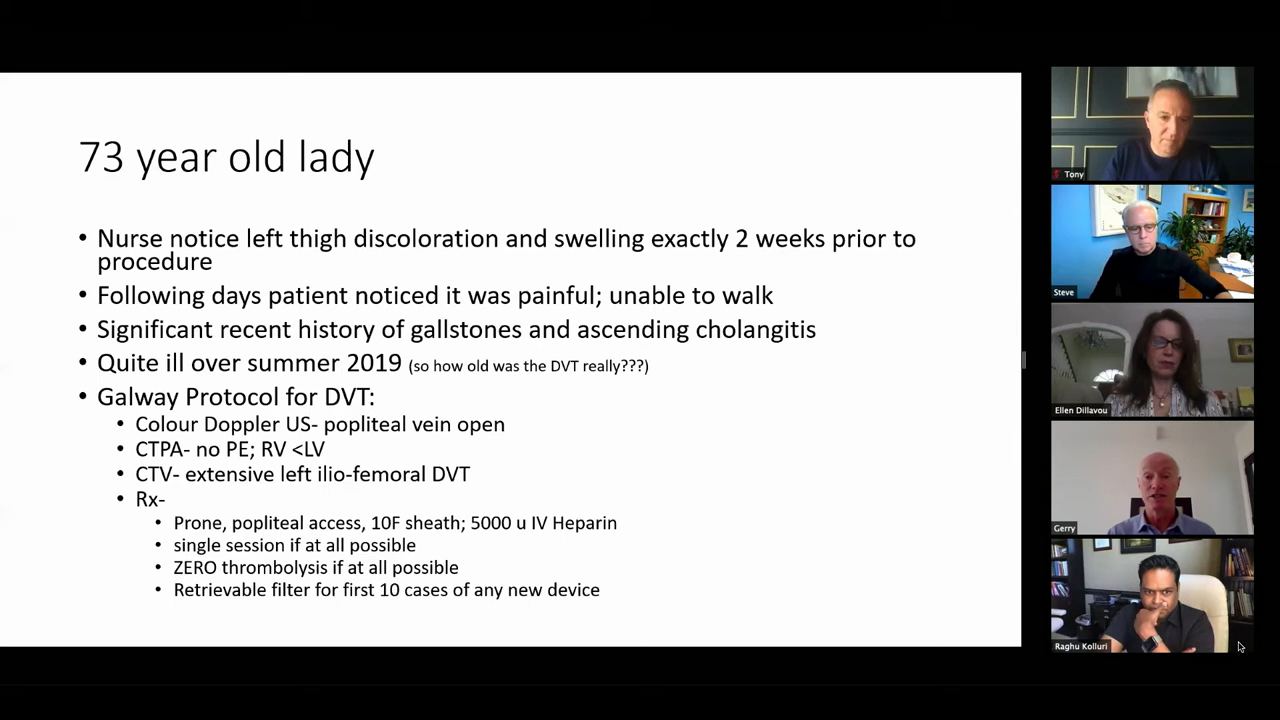 73 year old lady
• Nurse notice left thigh discoloration and swelling exactly 2 weeks prior to
procedure
• Following days patient noticed it was painful; unable to walk
• Significant recent history of gallstones and ascending cholangitis
• Quite ill over summer 2019 (so how old was the DVT really???)
• Galway Protocol for DVT:
• Colour Doppler US- popliteal vein open
• CTPA- no PE; RV <LV
• CTV- extensive left ilio-femoral DVT
• Rx-
• Prone, popliteal access, 10F sheath; 5000 u IV Heparin
• single session if at all possible
• ZERO thrombolysis if at all possible
• Retrievable filter for first 10 cases of any new device
Tony
Steve
Ellen Dillavou
Gerry
Raghu Kolluri